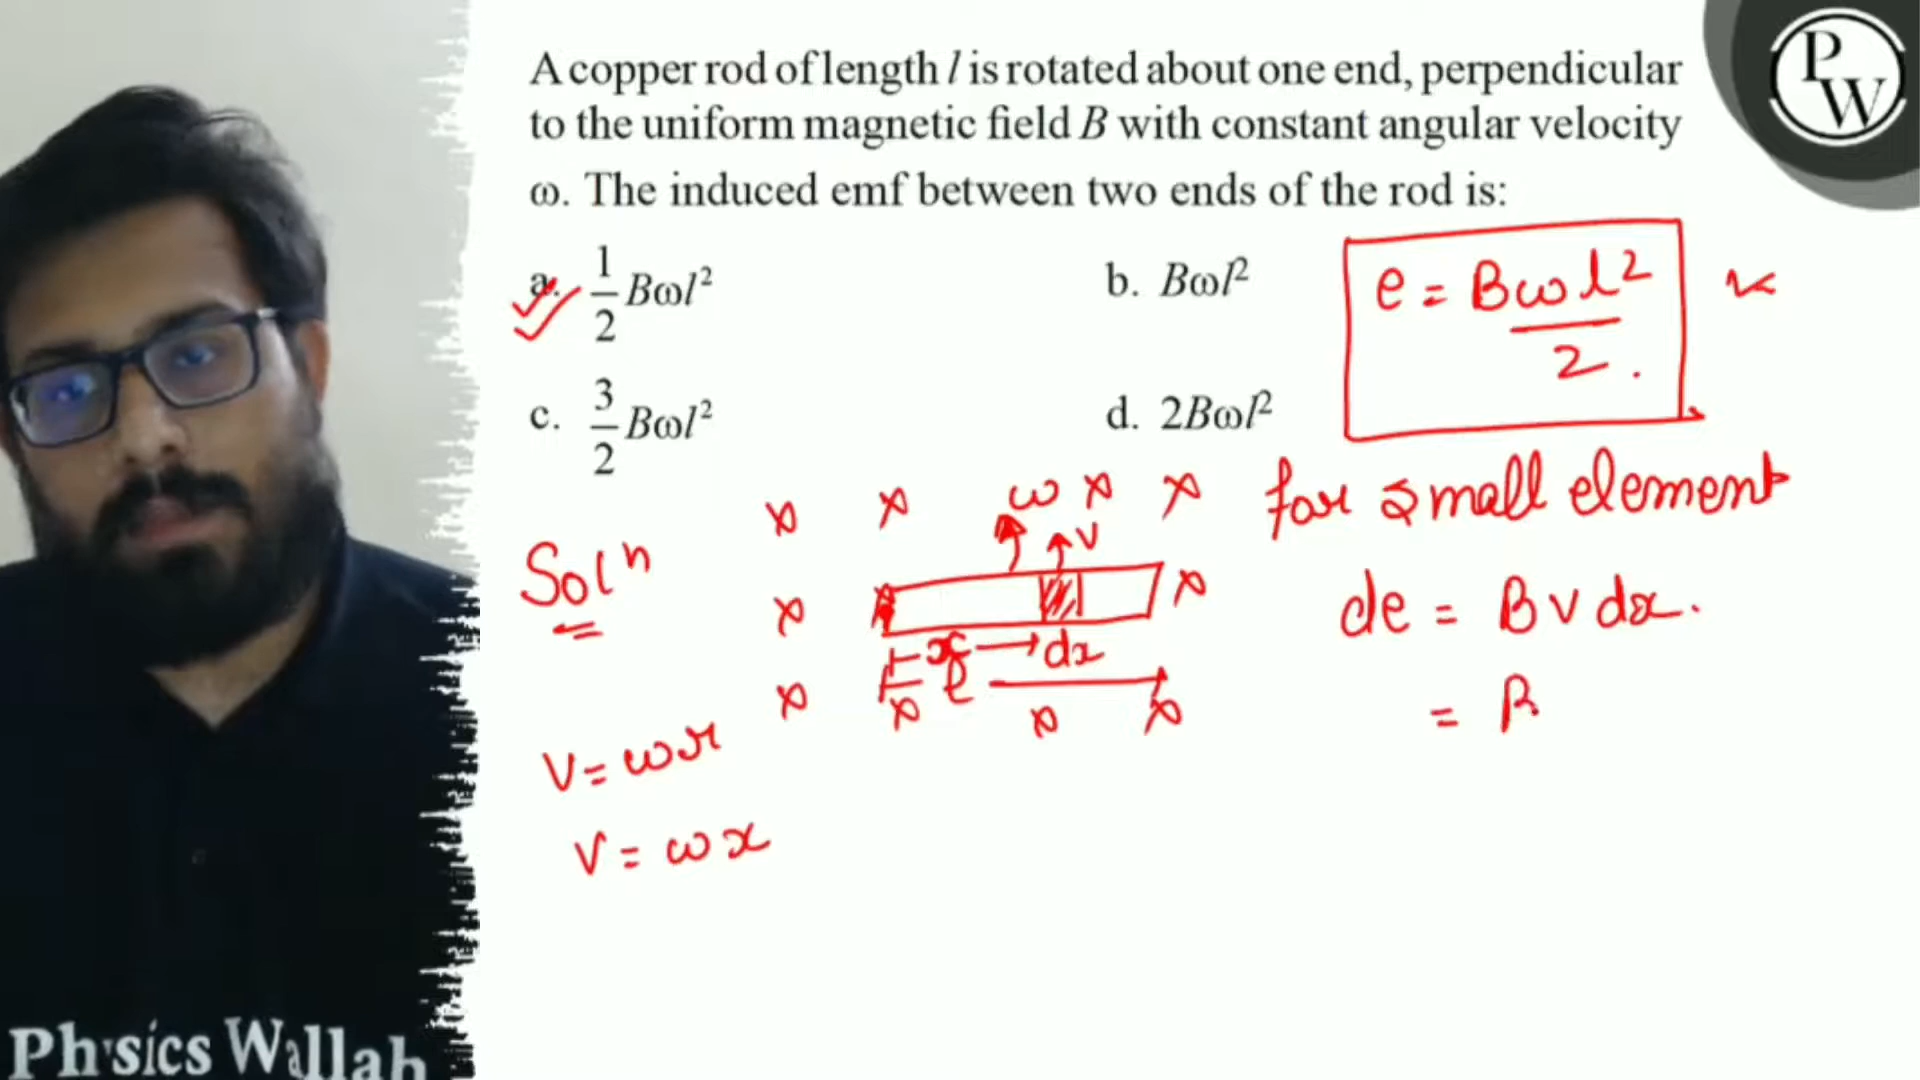 A copper rod of length l is rotated about one end, perpendicular
to the uniform magnetic field B with constant angular velocity
ω. The induced emf between two ends of the rod is:
a. 1/2 Bωl²
b. Bωl²
c. 3/2 Bωl²
d. 2Bωl²
e = Bωl²/2.
Solⁿ
x x ω x x
v
x x
x → dx
l
x x x x
for small element
de = Bvdx.
= B
v = ωr
v = ωx
PW
Physics Wallah